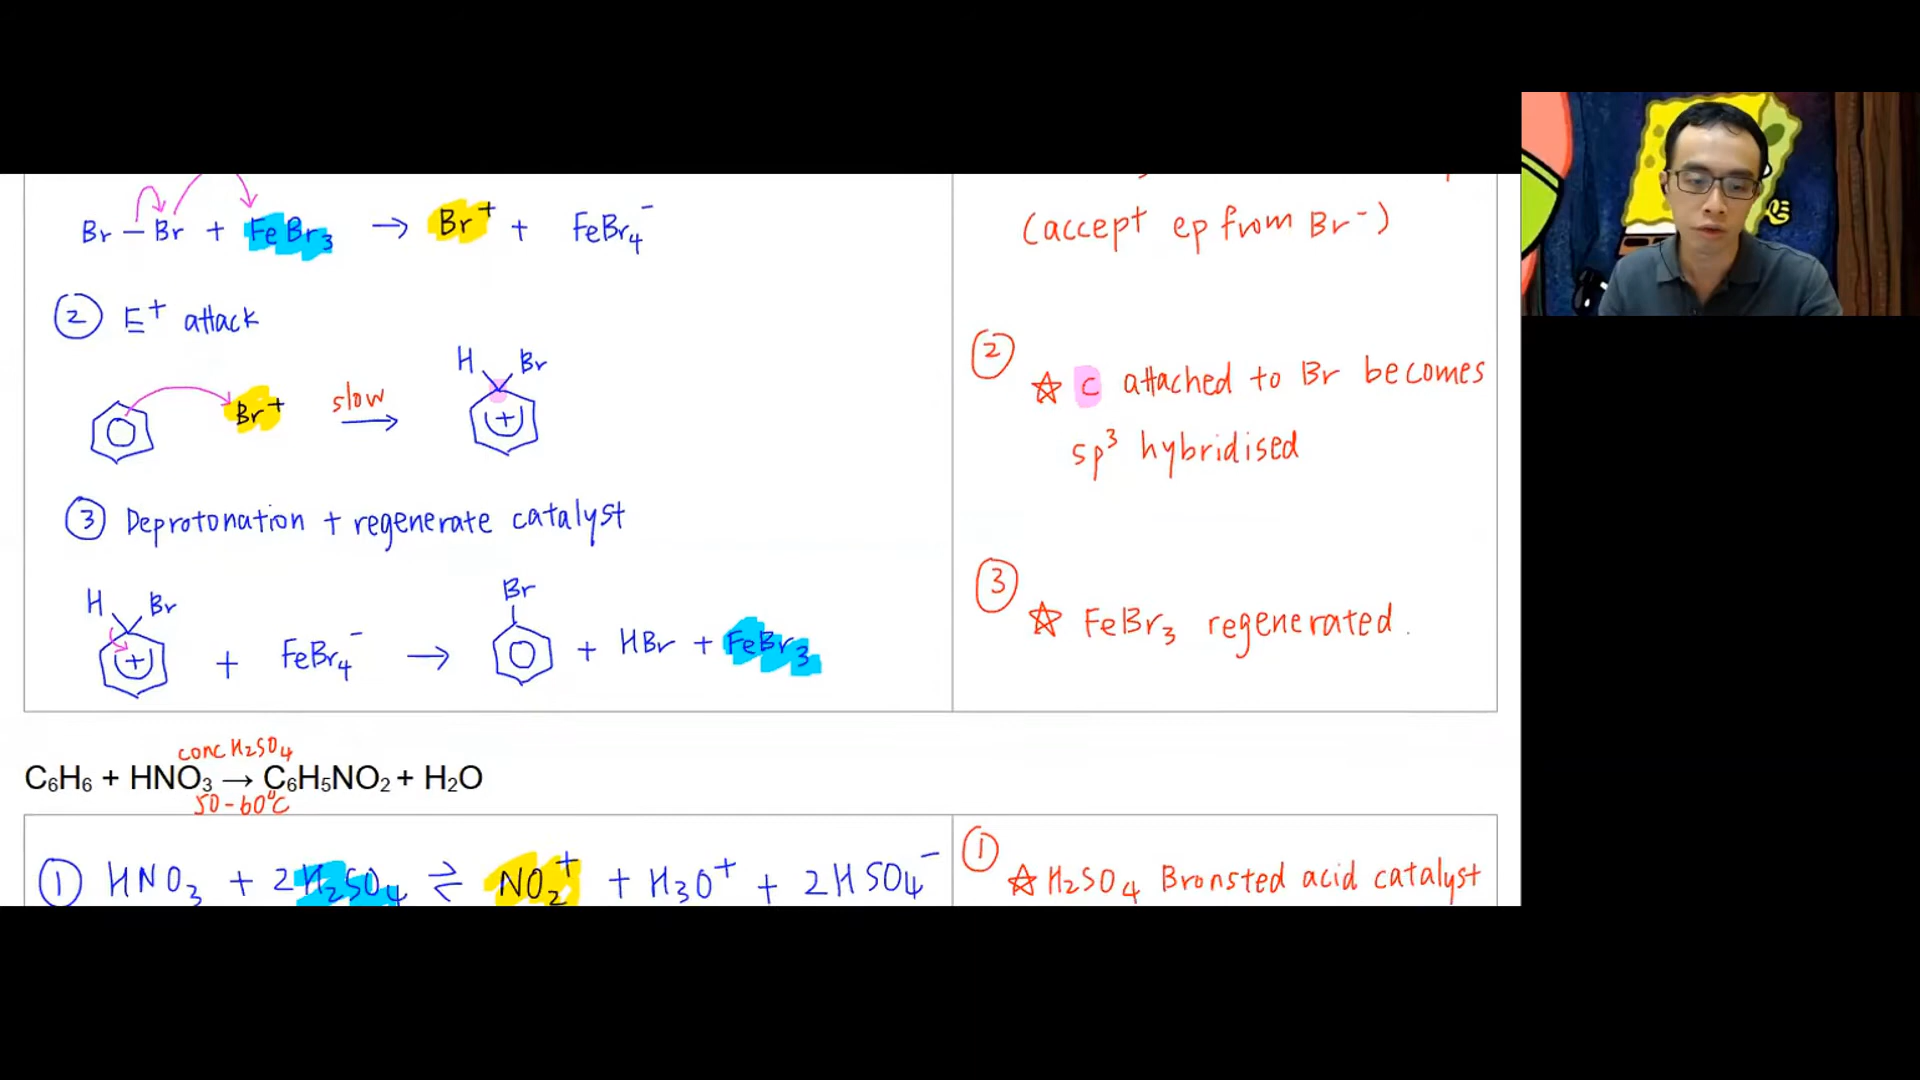 Br – Br + FeBr₃ → Br⁺ + FeBr₄⁻
(accept ep from Br⁻)
② E⁺ attack
Br⁺ slow →
H Br
+
② ☆ C attached to Br becomes
sp³ hybridised
③ Deprotonation + regenerate catalyst
H Br
+
+ FeBr₄⁻ →
Br
+ HBr + FeBr₃
③ ☆ FeBr₃ regenerated.
conc H₂SO₄
C₆H₆ + HNO₃ → C₆H₅NO₂ + H₂O
50 - 60°C
① HNO₃ + 2H₂SO₄ ⇌ NO₂⁺ + H₃O⁺ + 2HSO₄⁻
① ☆ H₂SO₄ Bronsted acid catalyst